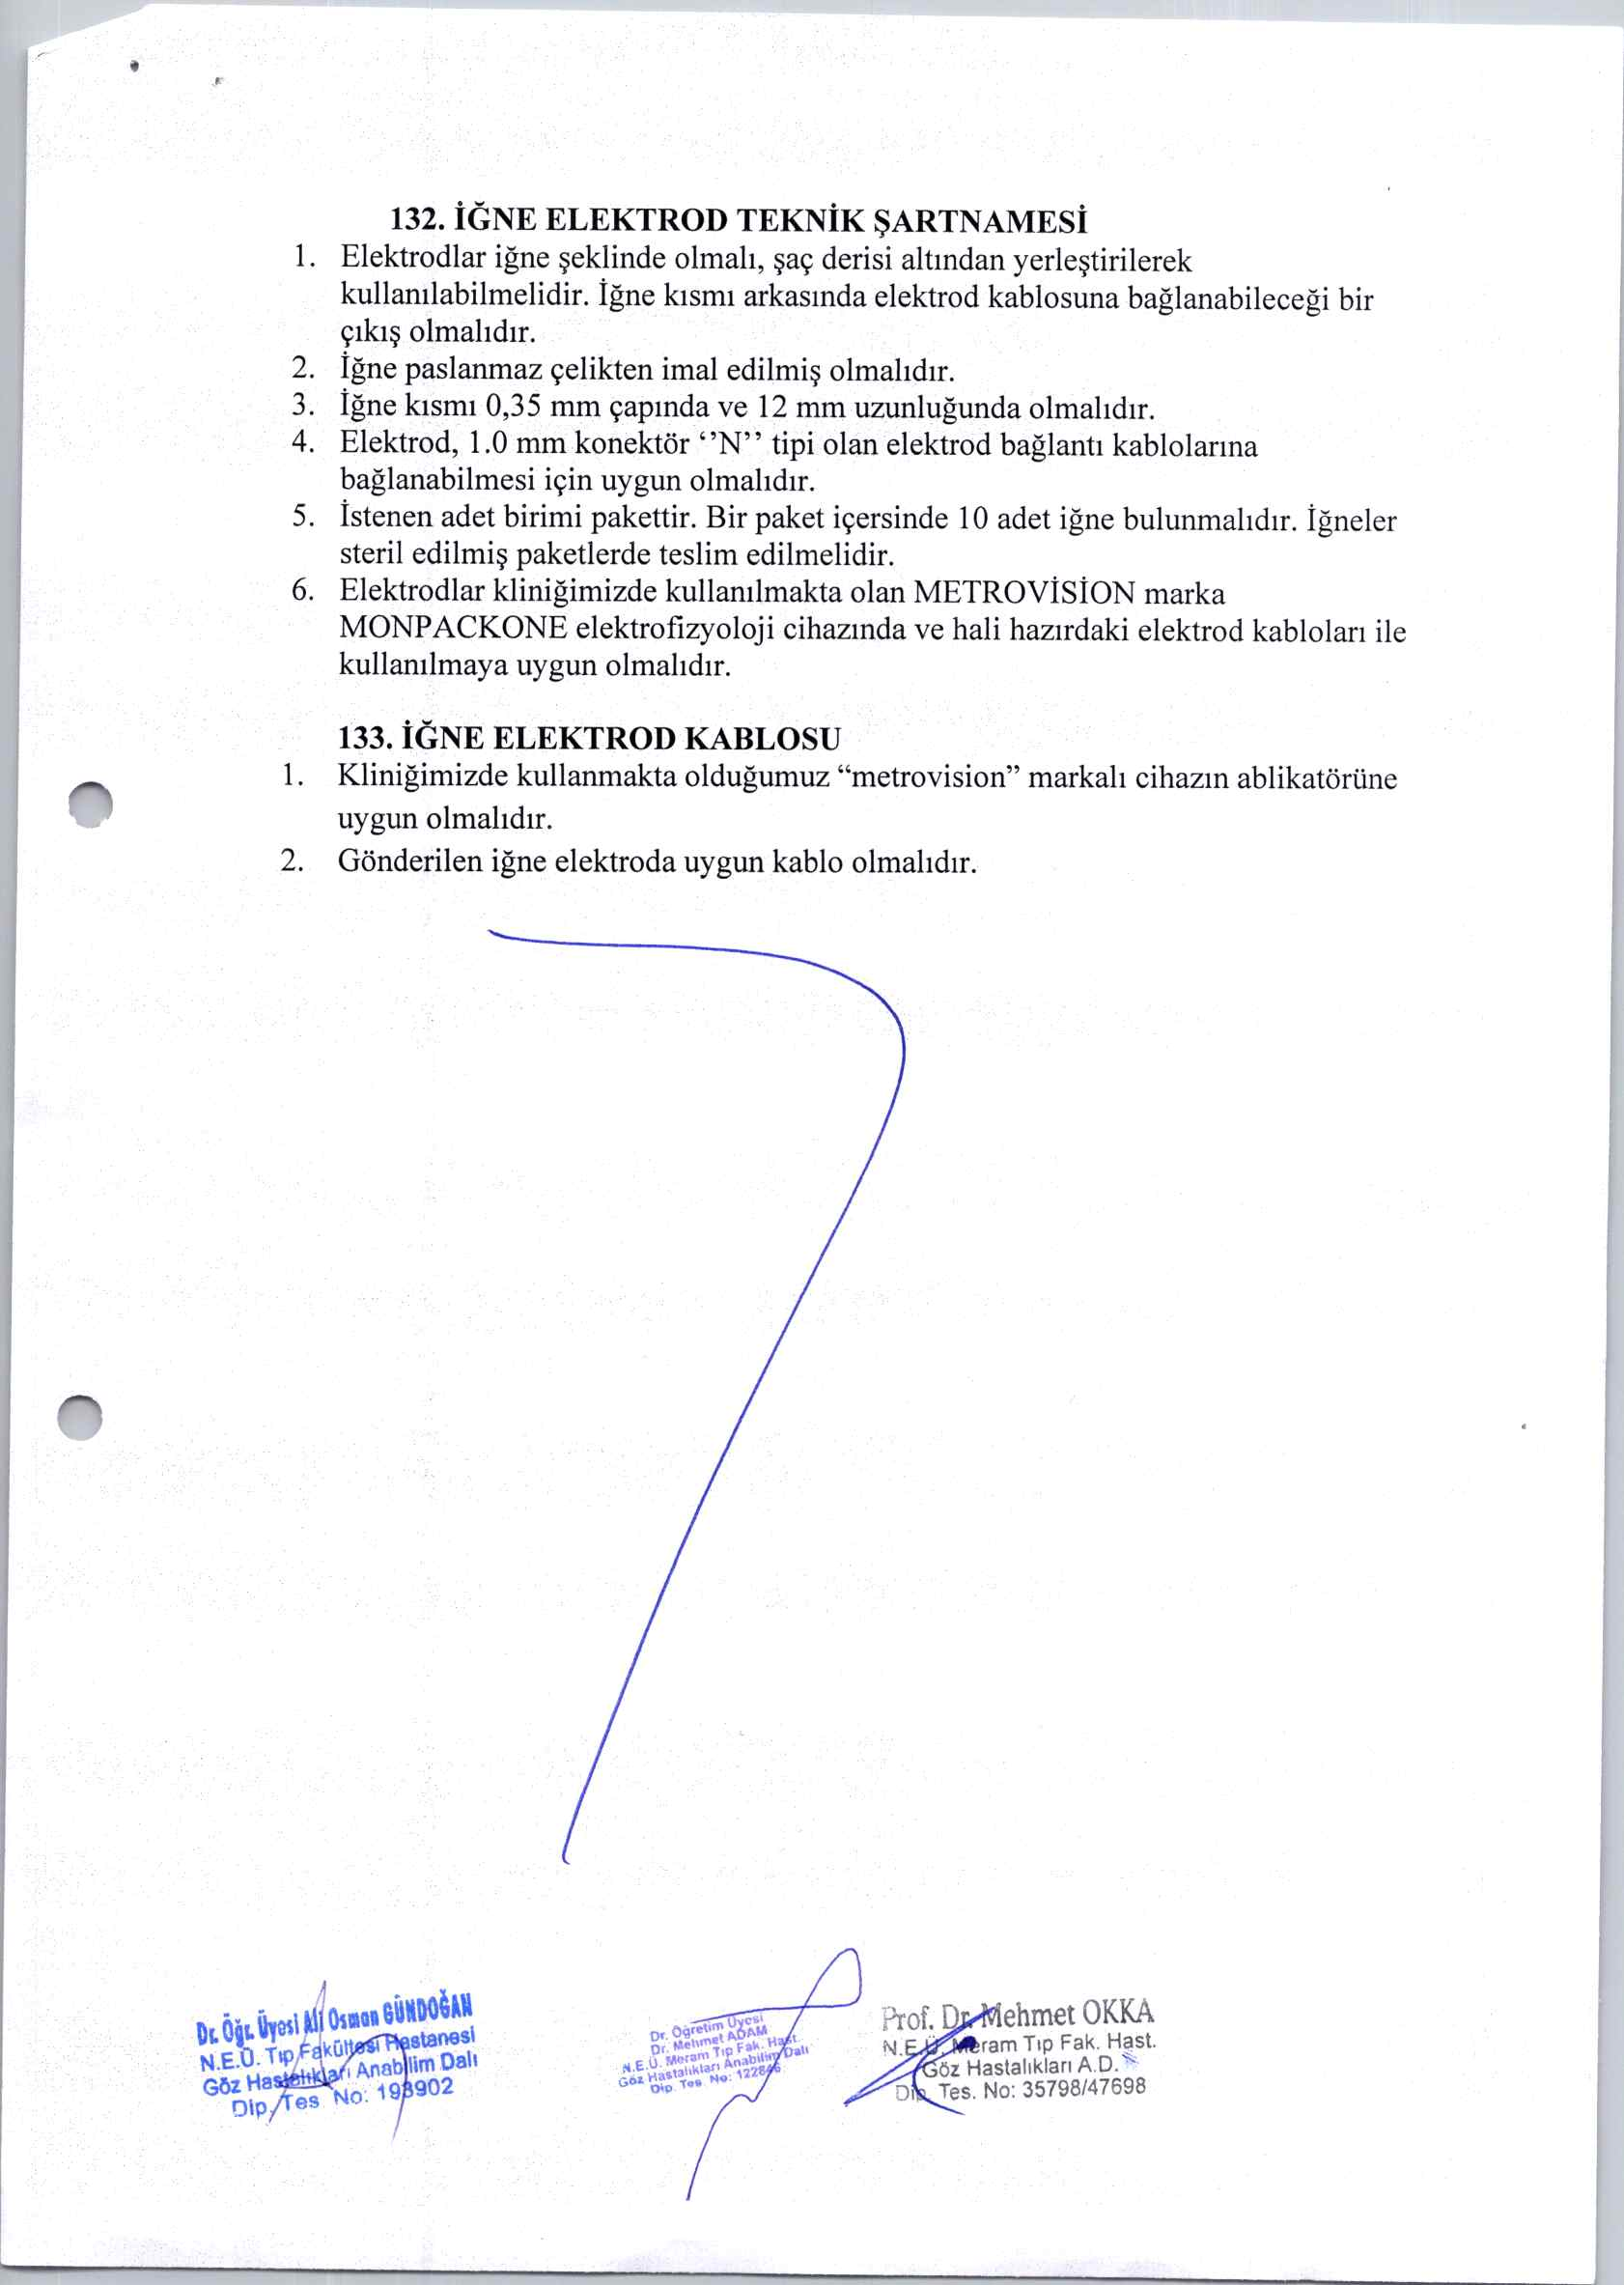 132. İĞNE ELEKTROD TEKNİK ŞARTNAMESİ
1. Elektrodlar iğne şeklinde olmalı, şaç derisi altından yerleştirilerek
kullanılabilmelidir. İğne kısmı arkasında elektrod kablosuna bağlanabileceği bir
çıkış olmalıdır.
2. İğne paslanmaz çelikten imal edilmiş olmalıdır.
3. İğne kısmı 0,35 mm çapında ve 12 mm uzunluğunda olmalıdır.
4. Elektrod, 1.0 mm konektör ‘’N’’ tipi olan elektrod bağlantı kablolarına
bağlanabilmesi için uygun olmalıdır.
5. İstenen adet birimi pakettir. Bir paket içersinde 10 adet iğne bulunmalıdır. İğneler
steril edilmiş paketlerde teslim edilmelidir.
6. Elektrodlar kliniğimizde kullanılmakta olan METROVİSİON marka
MONPACKONE elektrofizyoloji cihazında ve hali hazırdaki elektrod kabloları ile
kullanılmaya uygun olmalıdır.
133. İĞNE ELEKTROD KABLOSU
1. Kliniğimizde kullanmakta olduğumuz “metrovision” markalı cihazın ablikatörüne
uygun olmalıdır.
2. Gönderilen iğne elektroda uygun kablo olmalıdır.
Dr. Öğr. Üyesi Ali Osman GÜNDOĞAN
N.E.Ü. Tıp Fakültesi Hastanesi
Göz Hastalıkları Anabilim Dalı
Dip. Tes No: 193902
Dr. Öğretim Üyesi
Dr. Mehmet ADAM
N.E.Ü. Meram Tıp Fak. Hast.
Göz Hastalıkları Anabilim Dalı
Dip. Tes. No:
Prof. Dr. Mehmet OKKA
N.E.Ü. Meram Tıp Fak. Hast.
Göz Hastalıkları A.D.
Dip. Tes. No: 35798/47698